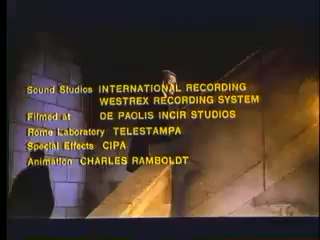 Sound Studios INTERNATIONAL RECORDING
WESTREX RECORDING SYSTEM
Filmed at DE PAOLIS INCIR STUDIOS
Rome Laboratory TELESTAMPA
Special Effects CIPA
Animation CHARLES RAMBOLDT